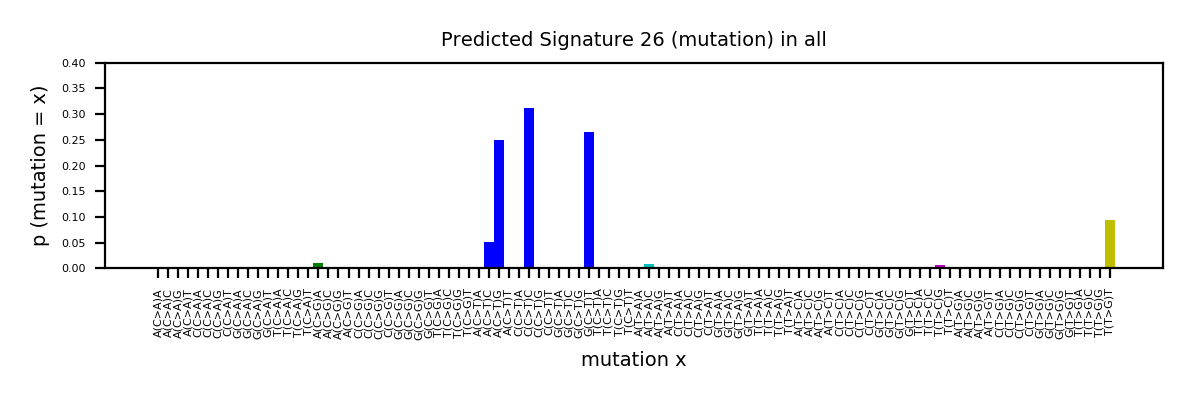 Predicted Signature 26 (mutation) in all
p (mutation = x)
0.40
0.35
0.30
0.25
0.20
0.15
0.10
0.05
0.00
A(C>A)A
A(C>A)C
A(C>A)G
A(C>A)T
C(C>A)A
C(C>A)C
C(C>A)G
C(C>A)T
G(C>A)A
G(C>A)C
G(C>A)G
G(C>A)T
T(C>A)A
T(C>A)C
T(C>A)G
T(C>A)T
A(C>G)A
A(C>G)C
A(C>G)G
A(C>G)T
C(C>G)A
C(C>G)C
C(C>G)G
C(C>G)T
G(C>G)A
G(C>G)C
G(C>G)G
G(C>G)T
T(C>G)A
T(C>G)C
T(C>G)G
T(C>G)T
A(C>T)A
A(C>T)C
A(C>T)G
A(C>T)T
C(C>T)A
C(C>T)C
C(C>T)G
C(C>T)T
G(C>T)A
G(C>T)C
G(C>T)G
G(C>T)T
T(C>T)A
T(C>T)C
T(C>T)G
T(C>T)T
A(T>A)A
A(T>A)C
A(T>A)G
A(T>A)T
C(T>A)A
C(T>A)C
C(T>A)G
C(T>A)T
G(T>A)A
G(T>A)C
G(T>A)G
G(T>A)T
T(T>A)A
T(T>A)C
T(T>A)G
T(T>A)T
A(T>C)A
A(T>C)C
A(T>C)G
A(T>C)T
C(T>C)A
C(T>C)C
C(T>C)G
C(T>C)T
G(T>C)A
G(T>C)C
G(T>C)G
G(T>C)T
T(T>C)A
T(T>C)C
T(T>C)G
T(T>C)T
A(T>G)A
A(T>G)C
A(T>G)G
A(T>G)T
C(T>G)A
C(T>G)C
C(T>G)G
C(T>G)T
G(T>G)A
G(T>G)C
G(T>G)G
G(T>G)T
T(T>G)A
T(T>G)C
T(T>G)G
T(T>G)T
mutation x